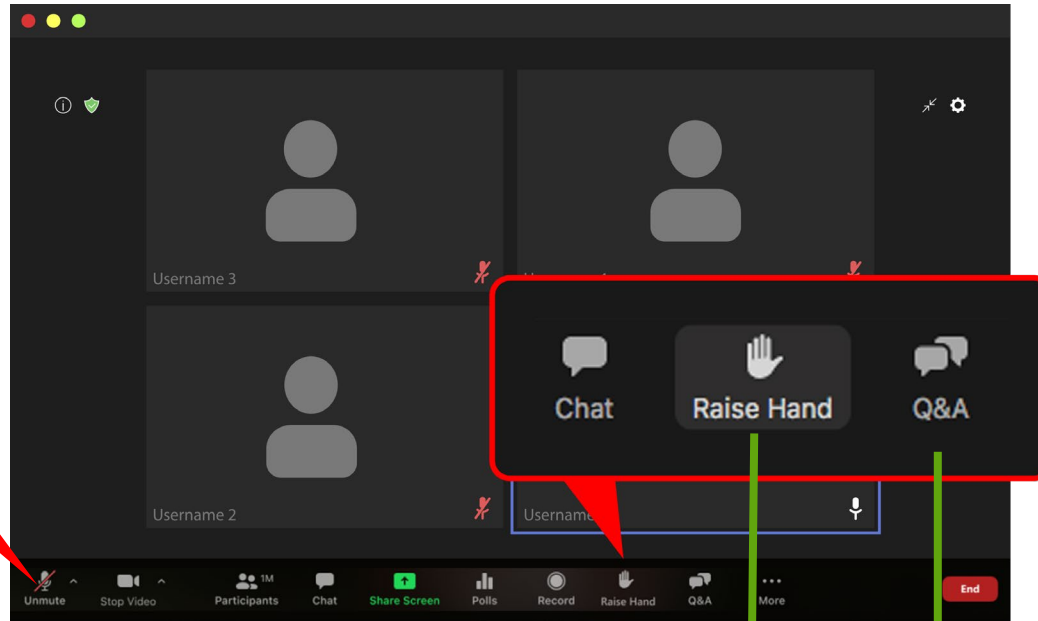 Username 3
Chat
Raise Hand
Q&A
Username 2
Username
Unmute
Stop Video
Participants
1M
Chat
Share Screen
Polls
Record
Raise Hand
Q&A
More
End